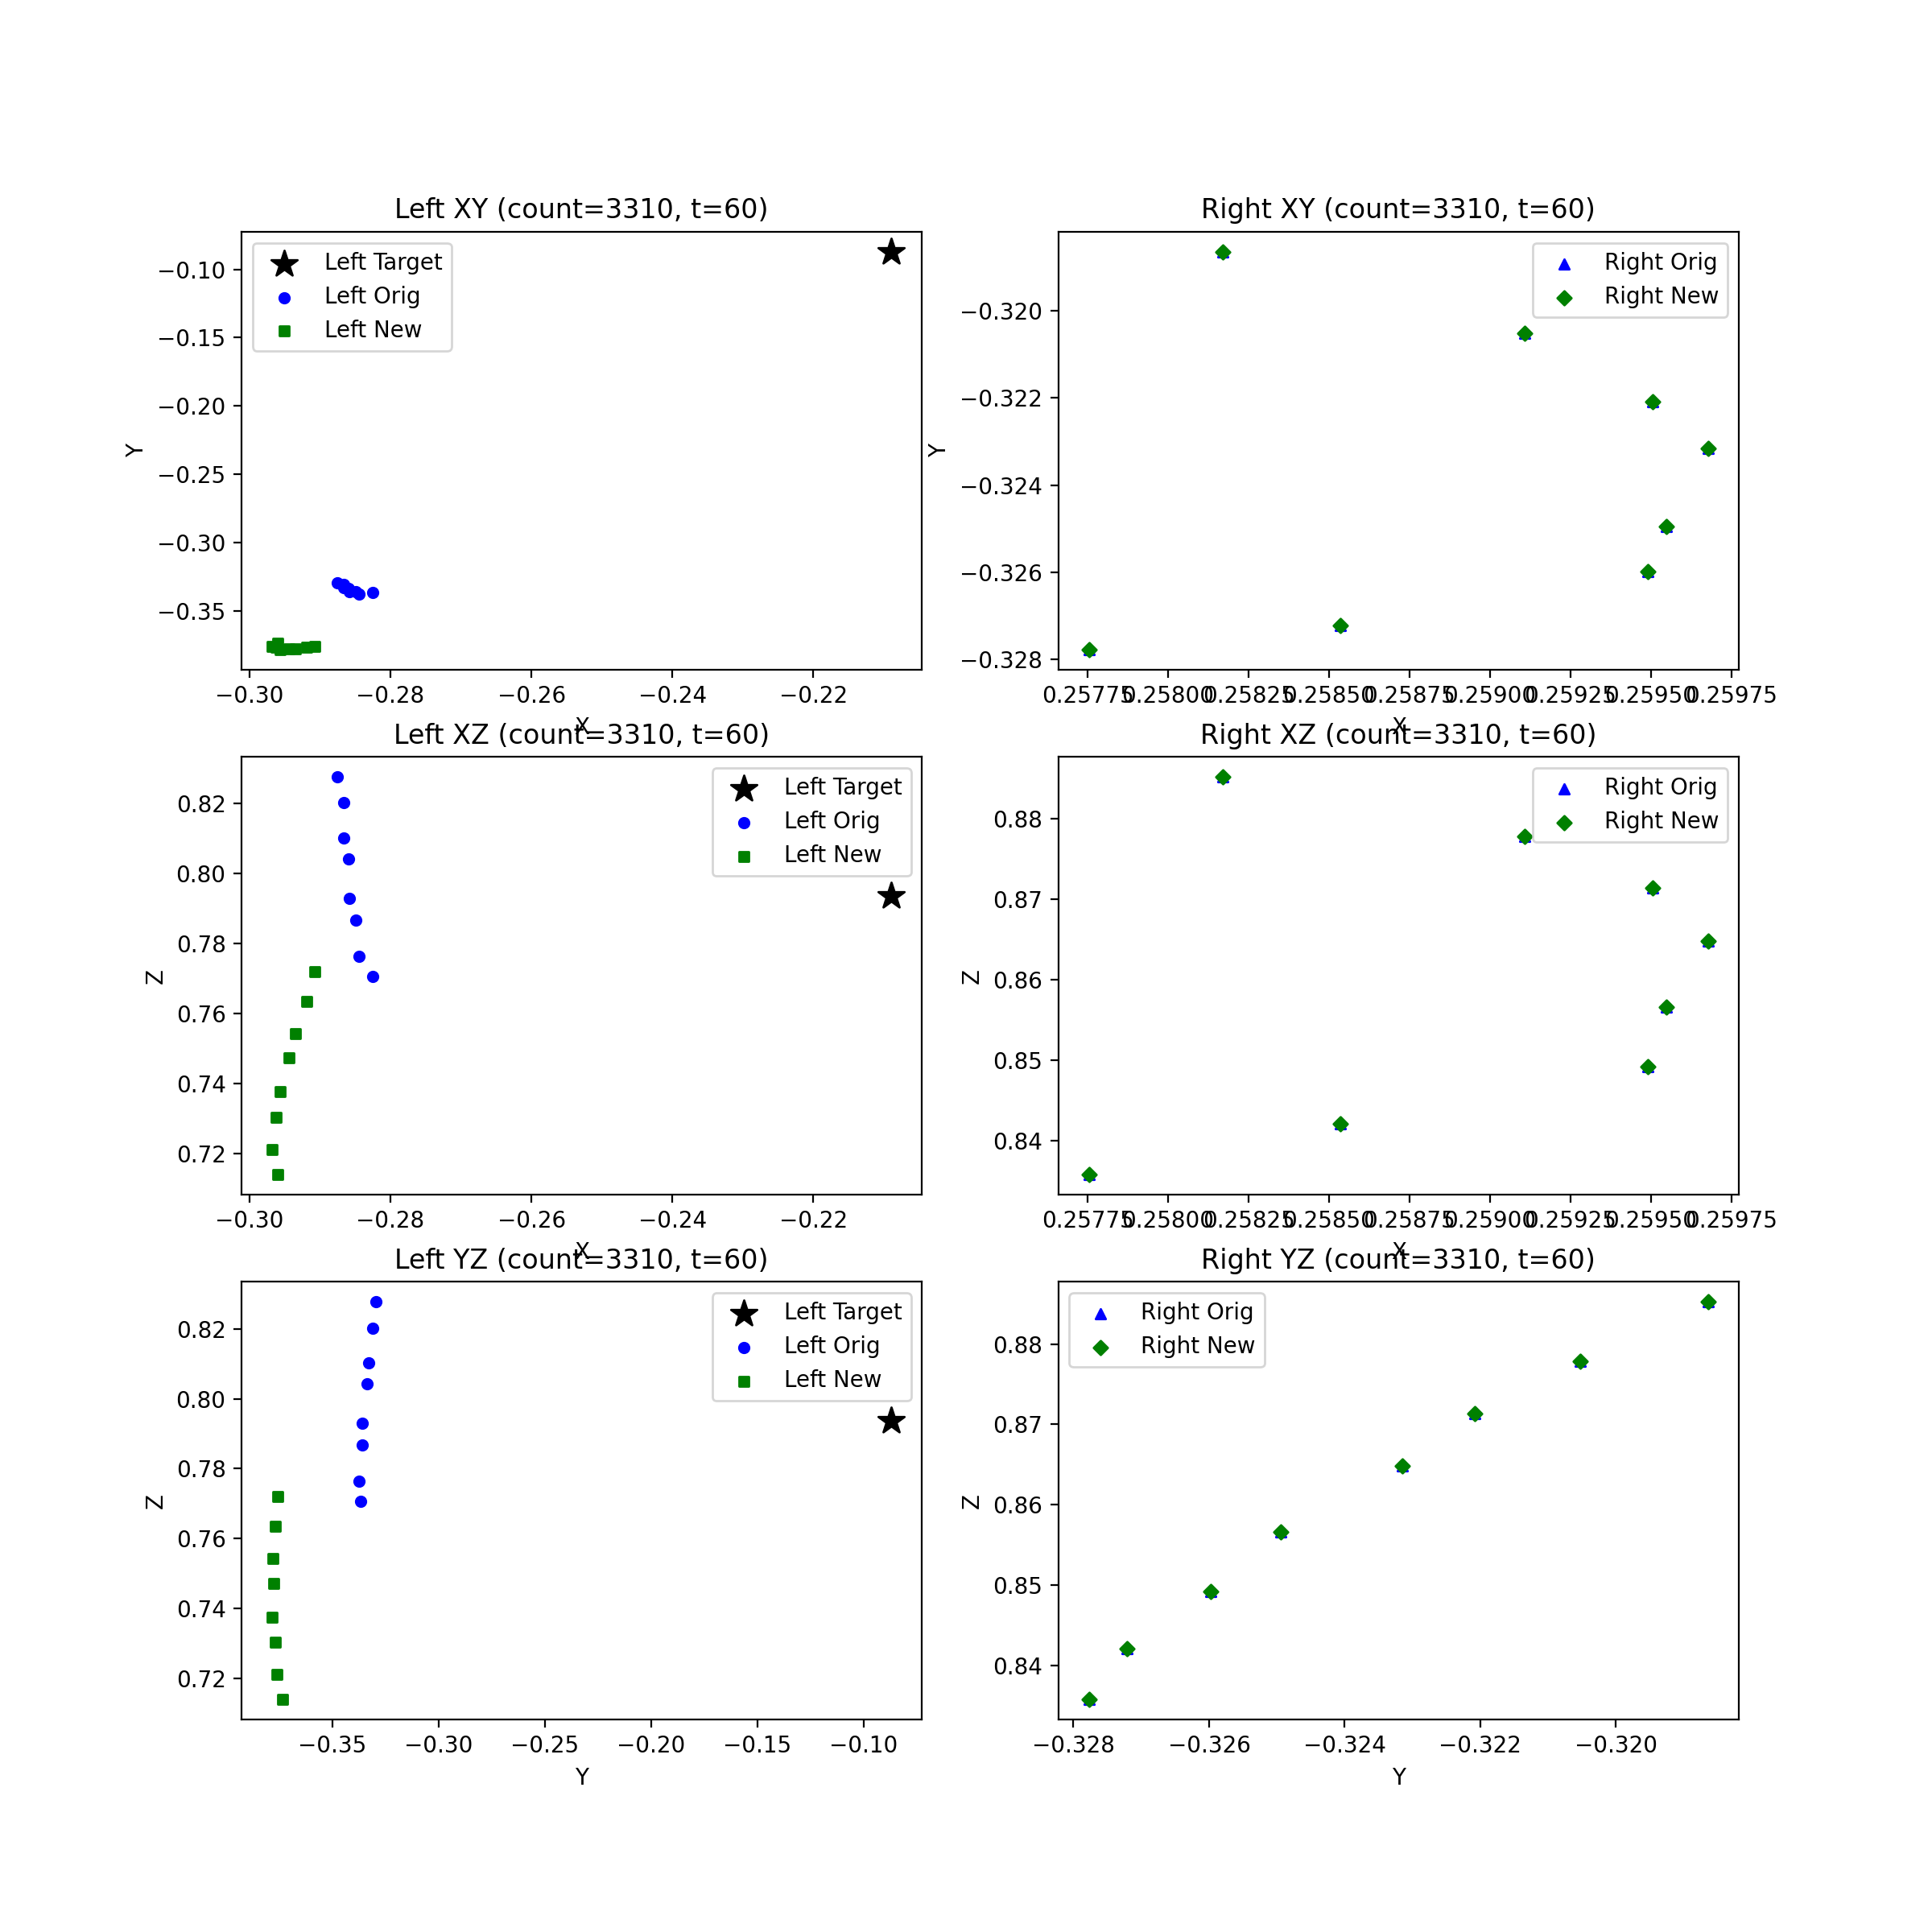 Left XY (count=3310, t=60)
Left Target
Left Orig
Left New
−0.10
−0.15
−0.20
−0.25
−0.30
−0.35
Y
−0.30 −0.28 −0.26 −0.24 −0.22
X
Right XY (count=3310, t=60)
Right Orig
Right New
−0.320
−0.322
−0.324
−0.326
−0.328
Y
0.25775 0.25800 0.25825 0.25850 0.25875 0.25900 0.25925 0.25950 0.25975
X
Left XZ (count=3310, t=60)
Left Target
Left Orig
Left New
0.82
0.80
0.78
0.76
0.74
0.72
Z
−0.30 −0.28 −0.26 −0.24 −0.22
X
Right XZ (count=3310, t=60)
Right Orig
Right New
0.88
0.87
0.86
0.85
0.84
Z
0.25775 0.25800 0.25825 0.25850 0.25875 0.25900 0.25925 0.25950 0.25975
X
Left YZ (count=3310, t=60)
Left Target
Left Orig
Left New
0.82
0.80
0.78
0.76
0.74
0.72
Z
−0.35 −0.30 −0.25 −0.20 −0.15 −0.10
Y
Right YZ (count=3310, t=60)
Right Orig
Right New
0.88
0.87
0.86
0.85
0.84
Z
−0.328 −0.326 −0.324 −0.322 −0.320
Y